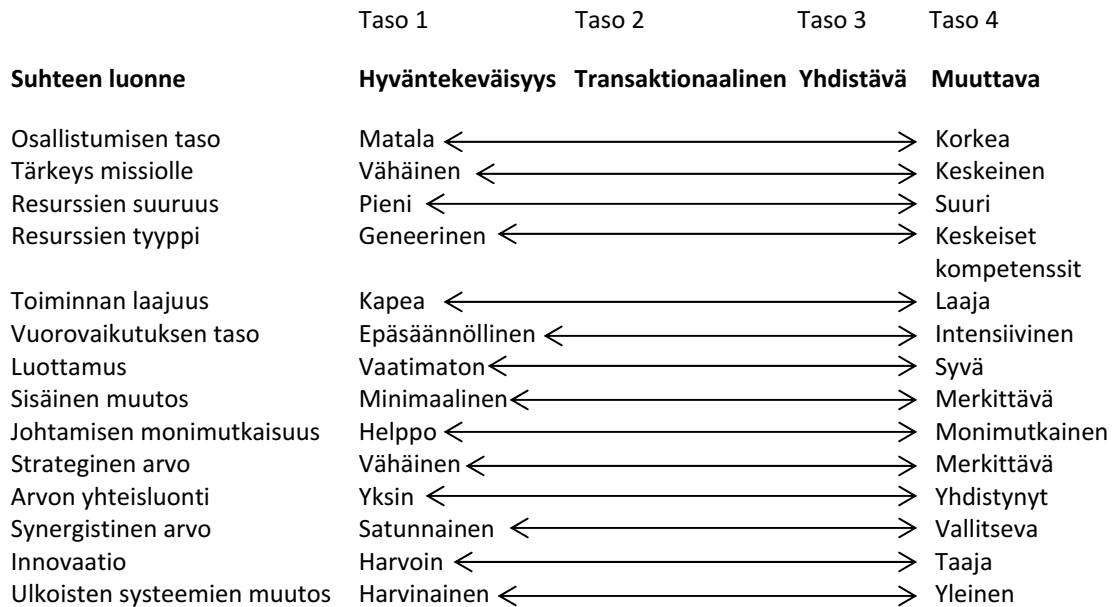 Taso 1 Taso 2 Taso 3 Taso 4
Suhteen luonne Hyväntekeväisyys Transaktionaalinen Yhdistävä Muuttava
Osallistumisen taso Matala Korkea
Tärkeys missiolle Vähäinen Keskeinen
Resurssien suuruus Pieni Suuri
Resurssien tyyppi Geneerinen Keskeiset
kompetenssit
Toiminnan laajuus Kapea Laaja
Vuorovaikutuksen taso Epäsäännöllinen Intensiivinen
Luottamus Vaatimaton Syvä
Sisäinen muutos Minimaalinen Merkittävä
Johtamisen monimutkaisuus Helppo Monimutkainen
Strateginen arvo Vähäinen Merkittävä
Arvon yhteisluonti Yksin Yhdistynyt
Synergistinen arvo Satunnainen Vallitseva
Innovaatio Harvoin Taaja
Ulkoisten systeemien muutos Harvinainen Yleinen